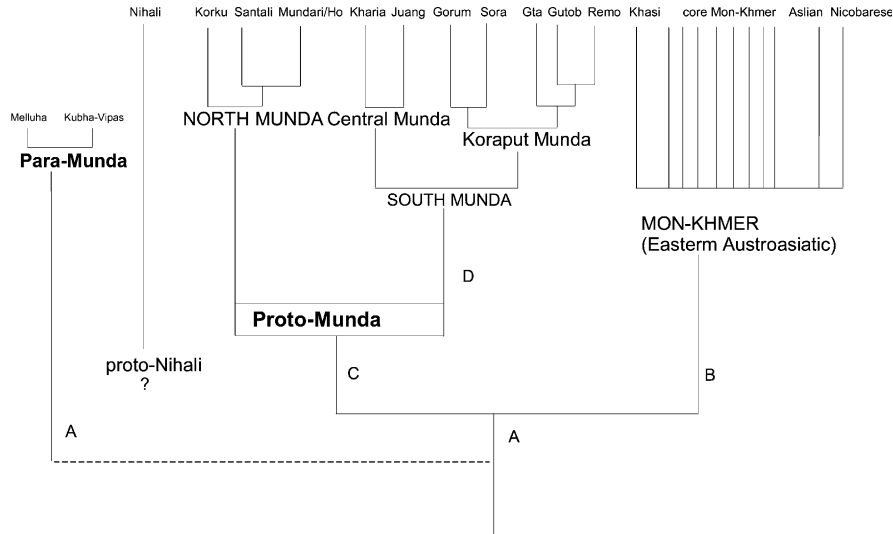 Nihali Korku Santali Mundari/Ho Kharia Juang Gorum Sora Gta Gutob Remo Khasi core Mon-Khmer Aslian Nicobarese
Melluha Kubha-Vipas
NORTH MUNDA Central Munda
Koraput Munda
Para-Munda
SOUTH MUNDA
MON-KHMER
(Easterm Austroasiatic)
D
Proto-Munda
proto-Nihali
?
C
B
A
A